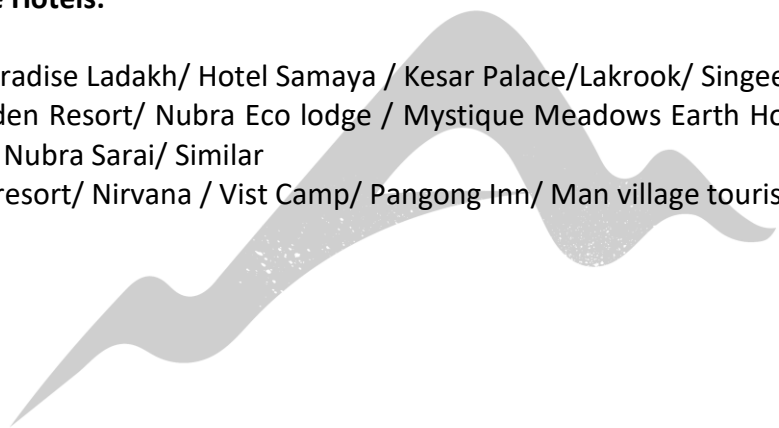 Hotels:
radise Ladakh/ Hotel Samaya / Kesar Palace/Lakrook/ Singee
den Resort/ Nubra Eco lodge / Mystique Meadows Earth Ho
Nubra Sarai/ Similar
resort/ Nirvana / Vist Camp/ Pangong Inn/ Man village touris